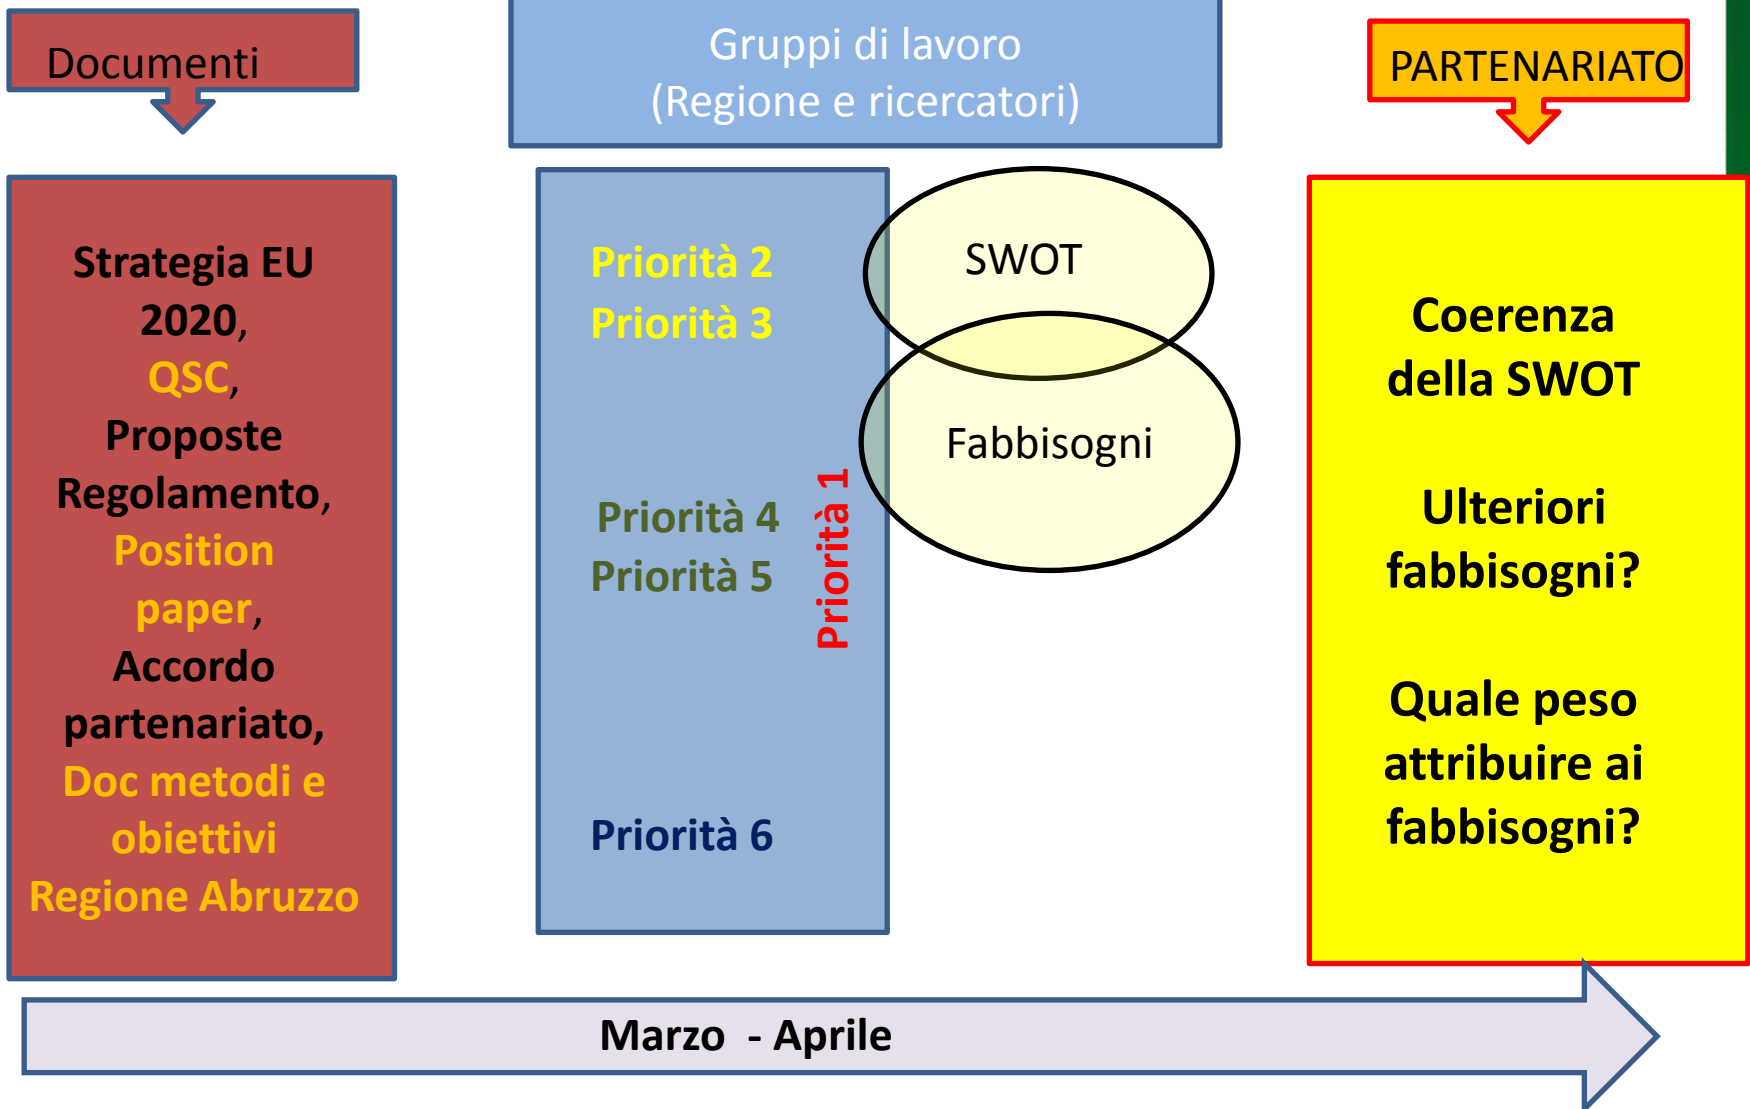 Documenti
Gruppi di lavoro
(Regione e ricercatori)
PARTENARIATO
Strategia EU
2020,
QSC,
Proposte
Regolamento,
Position
paper,
Accordo
partenariato,
Doc metodi e
obiettivi
Regione Abruzzo
Priorità 2
Priorità 3
Priorità 4
Priorità 5
Priorità 1
Priorità 6
SWOT
Fabbisogni
Coerenza
della SWOT
Ulteriori
fabbisogni?
Quale peso
attribuire ai
fabbisogni?
Marzo - Aprile